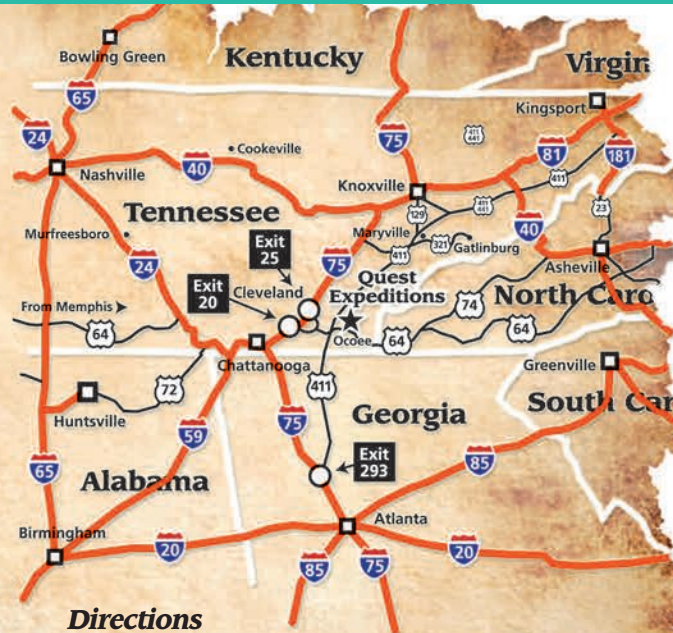 Kentucky
Virgin
Bowling Green
65
Kingsport
24
75
411
441
81
181
Nashville
40
Cookeville
Knoxville
411
411
441
129
40
23
Tennessee
Murfreesboro
Maryville
321
Gatlinburg
24
Exit
25
75
411
Asheville
Exit
20
Cleveland
Quest
Expeditions
74
North Caro
From Memphis
64
Ocoee
64
64
Chattanooga
Greenville
72
411
Huntsville
75
Georgia
South Car
59
65
Exit
293
85
Alabama
Birmingham
Atlanta
20
20
85
75
Directions